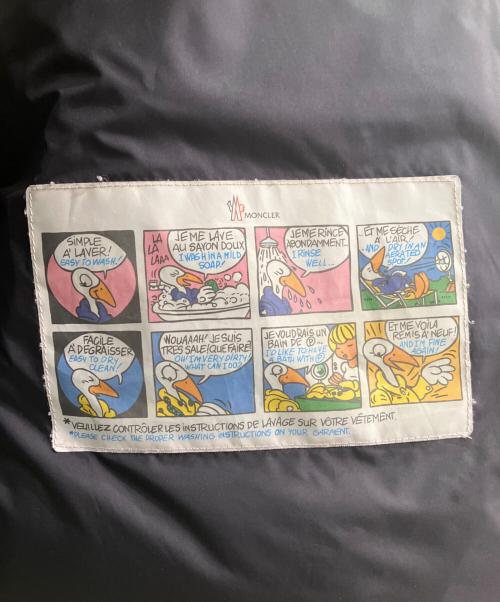 MONCLER
SIMPLE
À LAVER!
EASY TO WASH!
LA
LA
LAAA
JE ME LAVE
AU SAVON DOUX
I WASH IN A MILD
SOAP!
JE ME RINCE
ABONDAMMENT...
I RINSE
WELL...
...ET ME SÈCHE
À L'AIR!
...AND DRY IN AN
AERATED
SPOT!
FACILE
À DÉGRAISSER
EASY TO DRY
CLEAN!
WOUAAAH! JE SUIS
TRÈS SALE! QUE FAIRE?
OH! I'M VERY DIRTY!
WHAT CAN I DO?
JE VOUDRAIS UN
BAIN DE Ⓟ...
I'D LIKE TO HAVE
A BATH WITH Ⓟ
ET ME VOILÀ
REMIS À NEUF!
AND I'M FINE
AGAIN!
*VEUILLEZ CONTRÔLER LES INSTRUCTIONS DE LAVAGE SUR VÔTRE VÊTEMENT.
*PLEASE CHECK THE PROPER WASHING INSTRUCTIONS ON YOUR GARMENT.